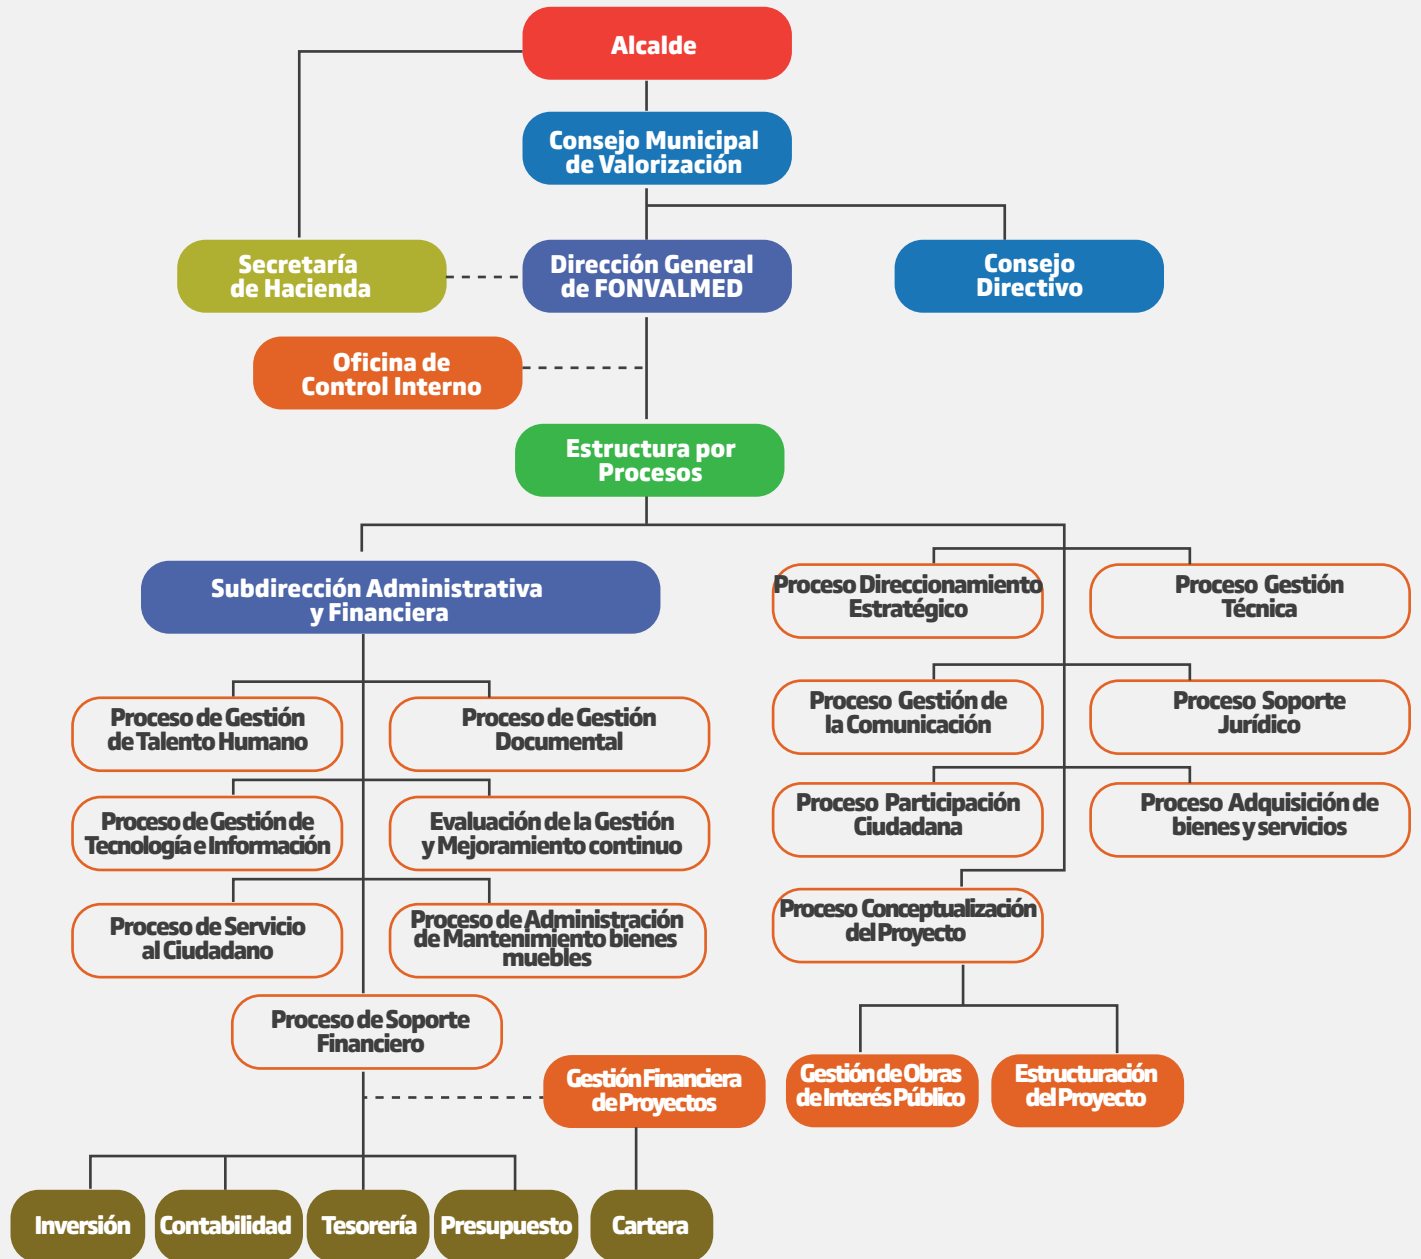 Alcalde
Consejo Municipal
de Valorización
Secretaría
de Hacienda
Dirección General
de FONVALMED
Consejo
Directivo
Oficina de
Control Interno
Estructura por
Procesos
Subdirección Administrativa
y Financiera
Proceso de Gestión
de Talento Humano
Proceso de Gestión
Documental
Proceso de Gestión de
Tecnología e Información
Evaluación de la Gestión
y Mejoramiento continuo
Proceso de Servicio
al Ciudadano
Proceso de Administración
de Mantenimiento bienes
muebles
Proceso de Soporte
Financiero
Gestión Financiera
de Proyectos
Inversión
Contabilidad
Tesorería
Presupuesto
Cartera
Proceso Direccionamiento
Estratégico
Proceso Gestión
Técnica
Proceso Gestión de
la Comunicación
Proceso Soporte
Jurídico
Proceso Participación
Ciudadana
Proceso Adquisición de
bienes y servicios
Proceso Conceptualización
del Proyecto
Gestión de Obras
de Interés Público
Estructuración
del Proyecto